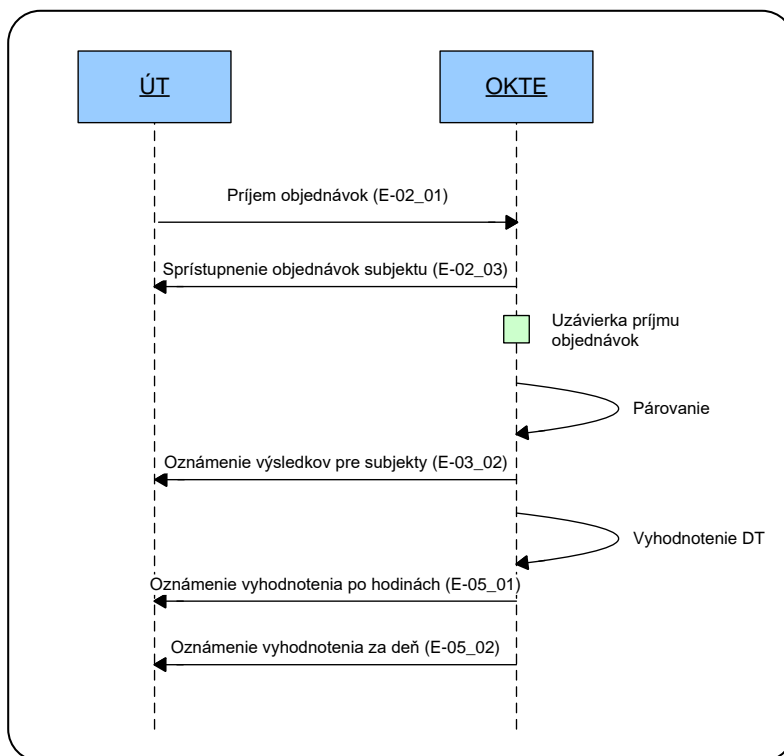 ÚT
OKTE
Príjem objednávok (E-02_01)
Sprístupnenie objednávok subjektu (E-02_03)
Uzávierka príjmu
objednávok
Párovanie
Oznámenie výsledkov pre subjekty (E-03_02)
Vyhodnotenie DT
Oznámenie vyhodnotenia po hodinách (E-05_01)
Oznámenie vyhodnotenia za deň (E-05_02)